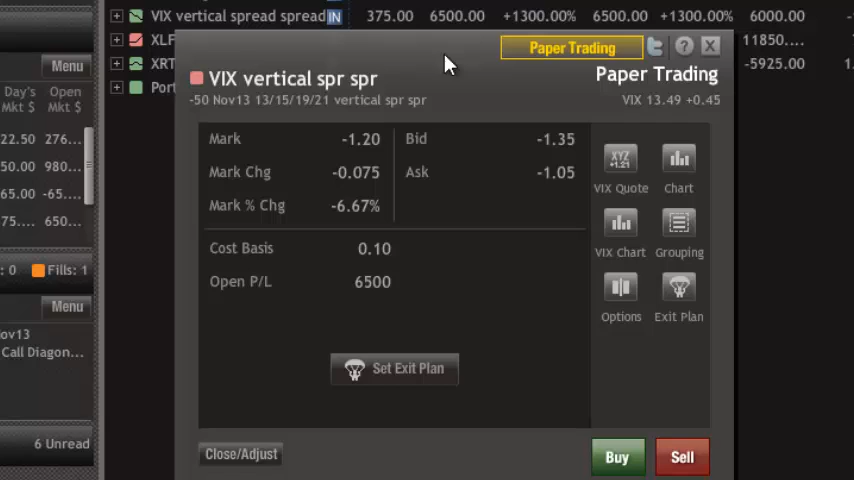 VIX vertical spread spread IN 375.00 6500.00 +1300.00% 6500.00 +1300.00% 6000.00
XLF 11850....
XRT -5925.00
Port
Menu
Day's Open
Mkt $ Mkt $
22.50 276...
50.00 980...
65.00 -65....
75.... 650...
: 0 Fills: 1
Menu
ov13
Call Diagon...
6 Unread
Paper Trading
?
X
VIX vertical spr spr
Paper Trading
-50 Nov13 13/15/19/21 vertical spr spr
VIX 13.49 +0.45
Mark -1.20 Bid -1.35
Mark Chg -0.075 Ask -1.05
Mark % Chg -6.67%
Cost Basis 0.10
Open P/L 6500
Set Exit Plan
XYZ
+1.21
VIX Quote Chart
VIX Chart Grouping
Options Exit Plan
Close/Adjust
Buy Sell